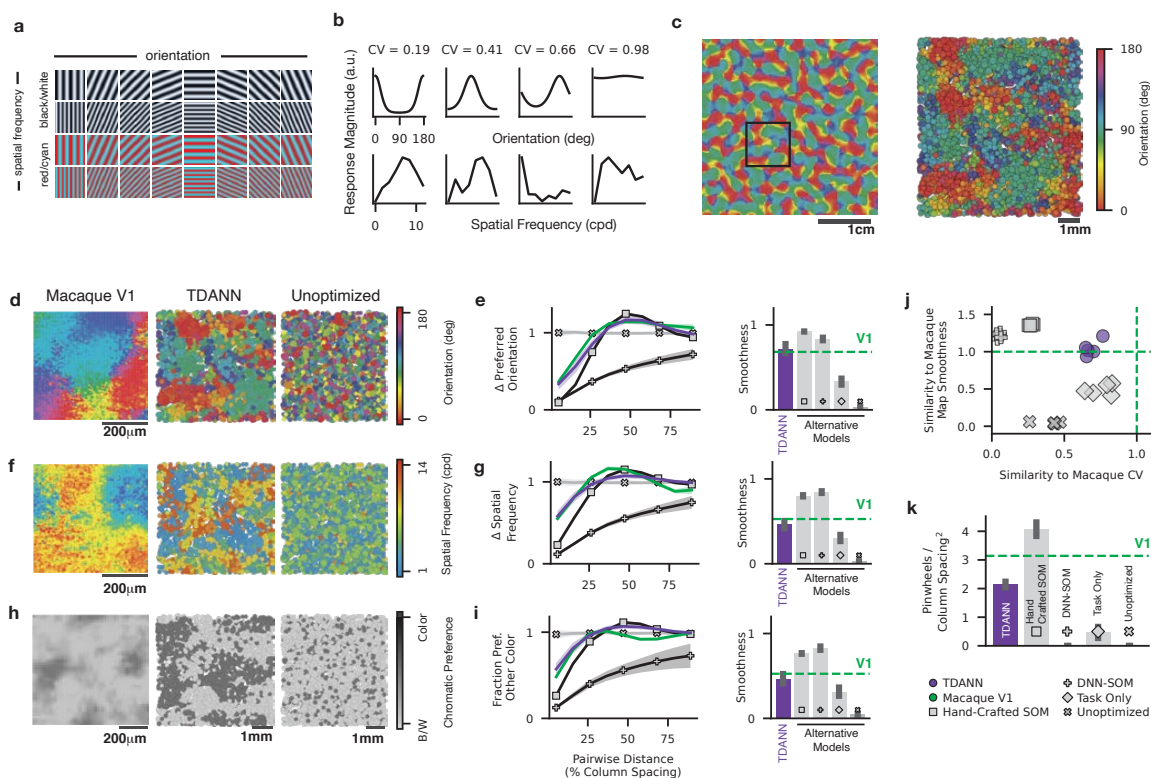 a
orientation
spatial frequency
black/white
red/cyan
b
CV = 0.19
CV = 0.41
CV = 0.66
CV = 0.98
Response Magnitude (a.u.)
0
90
180
Orientation (deg)
0
10
Spatial Frequency (cpd)
c
1cm
1mm
180
90
0
Orientation (deg)
d
Macaque V1
TDANN
Unoptimized
200µm
180
0
Orientation (deg)
e
Δ Preferred
Orientation
1
0
25
50
75
Smoothness
1
0
V1
TDANN
Alternative
Models
f
14
1
Spatial Frequency (cpd)
g
Δ Spatial
Frequency
1
0
25
50
75
Smoothness
1
0
V1
TDANN
Alternative
Models
h
200µm
1mm
1mm
Color
B/W
Chromatic Preference
i
Fraction Pref.
Other Color
1
0
25
50
75
Pairwise Distance
(% Column Spacing)
Smoothness
1
0
V1
TDANN
Alternative
Models
j
Similarity to Macaque
Map Smoothness
1.5
1.0
0.5
0.0
0.0
0.5
1.0
Similarity to Macaque CV
k
Pinwheels /
Column Spacing²
4
3
2
1
0
V1
TDANN
Hand
Crafted SOM
DNN-SOM
Task Only
Unoptimized
TDANN
Macaque V1
Hand-Crafted SOM
DNN-SOM
Task Only
Unoptimized